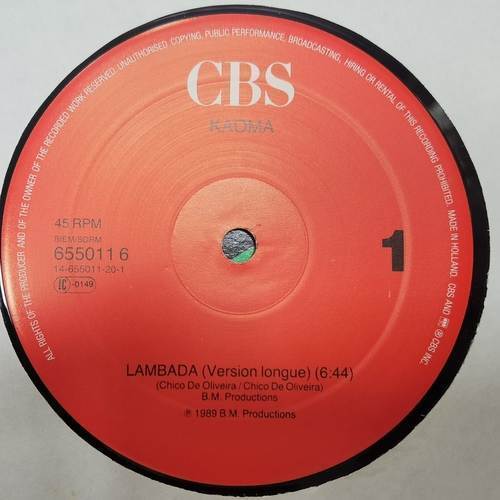 ALL RIGHTS OF THE PRODUCER AND OF THE OWNER OF THE RECORDED WORK RESERVED. UNAUTHORISED COPYING, PUBLIC PERFORMANCE, BROADCASTING, HIRING OR RENTAL OF THIS RECORDING PROHIBITED. MADE IN HOLLAND. CBS AND ℗ CBS INC.
CBS
KAOMA
45 RPM
BIEM/SDRM
655011 6
14-655011-20-1
LC -0149
1
LAMBADA (Version longue) (6:44)
(Chico De Oliveira / Chico De Oliveira)
B.M. Productions
℗ 1989 B.M. Productions